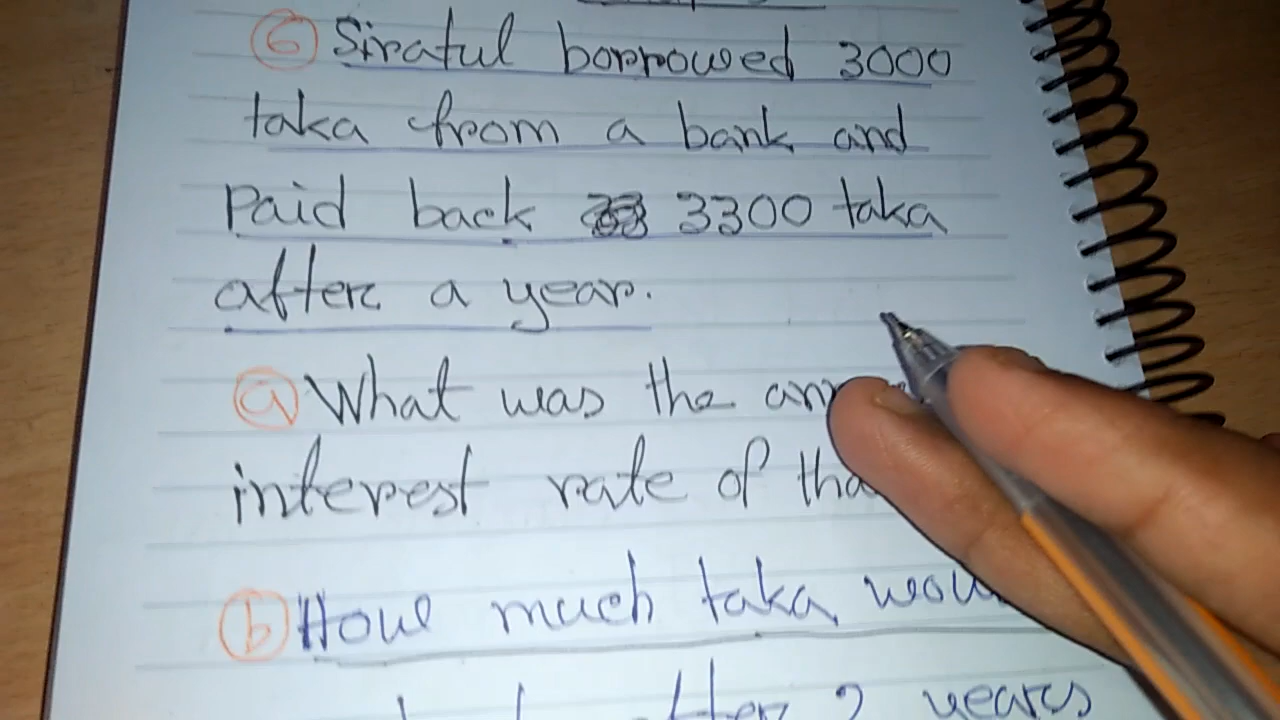 6 Siratul borrowed 3000
taka from a bank and
Paid back 3300 taka
after a year.
a What was the
interest rate of
b How much taka
2 years